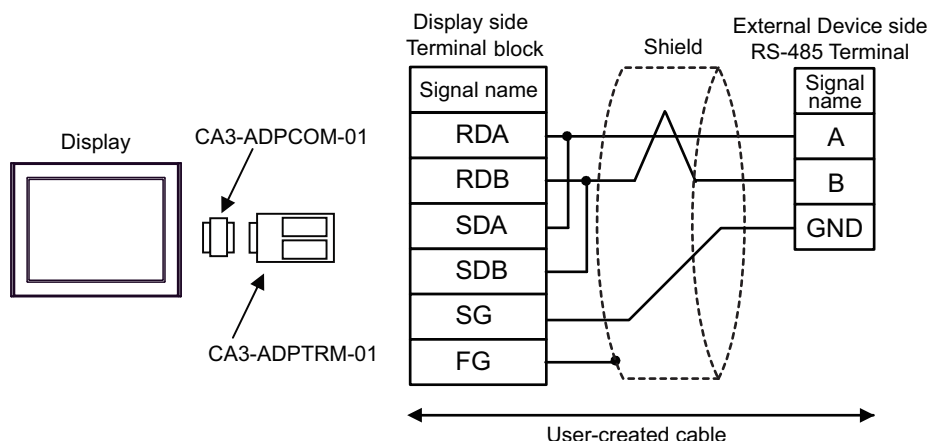 Display side
Terminal block
Shield
External Device side
RS-485 Terminal
Signal name
Signal
name
Display
CA3-ADPCOM-01
RDA
A
RDB
B
SDA
GND
SDB
SG
CA3-ADPTRM-01
FG
User-created cable